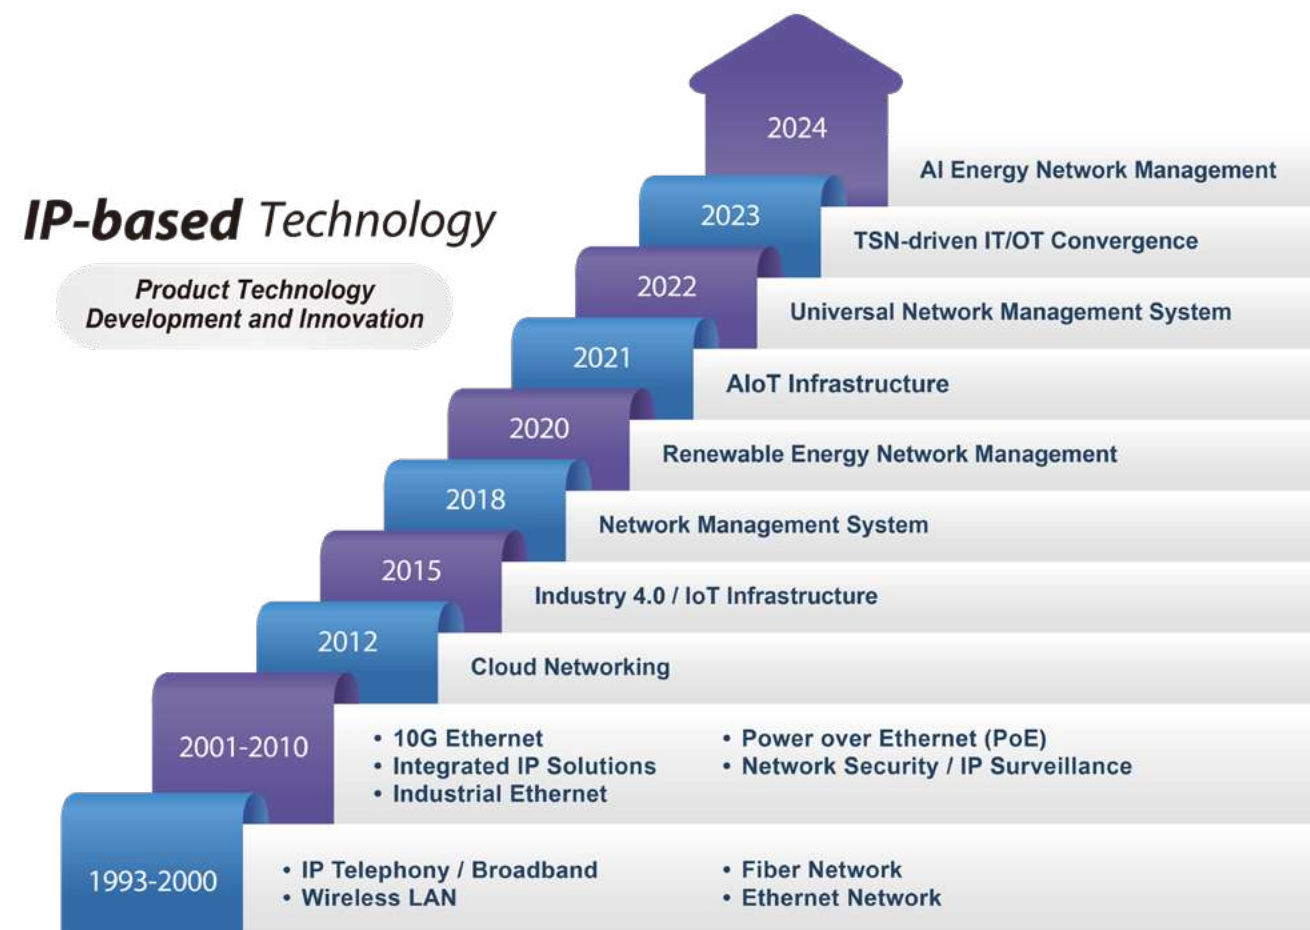 2024
AI Energy Network Management
IP-based Technology
2023
TSN-driven IT/OT Convergence
Product Technology
Development and Innovation
2022
Universal Network Management System
2021
AIoT Infrastructure
2020
Renewable Energy Network Management
2018
Network Management System
2015
Industry 4.0 / IoT Infrastructure
2012
Cloud Networking
2001-2010
• 10G Ethernet
• Integrated IP Solutions
• Industrial Ethernet
• Power over Ethernet (PoE)
• Network Security / IP Surveillance
1993-2000
• IP Telephony / Broadband
• Wireless LAN
• Fiber Network
• Ethernet Network